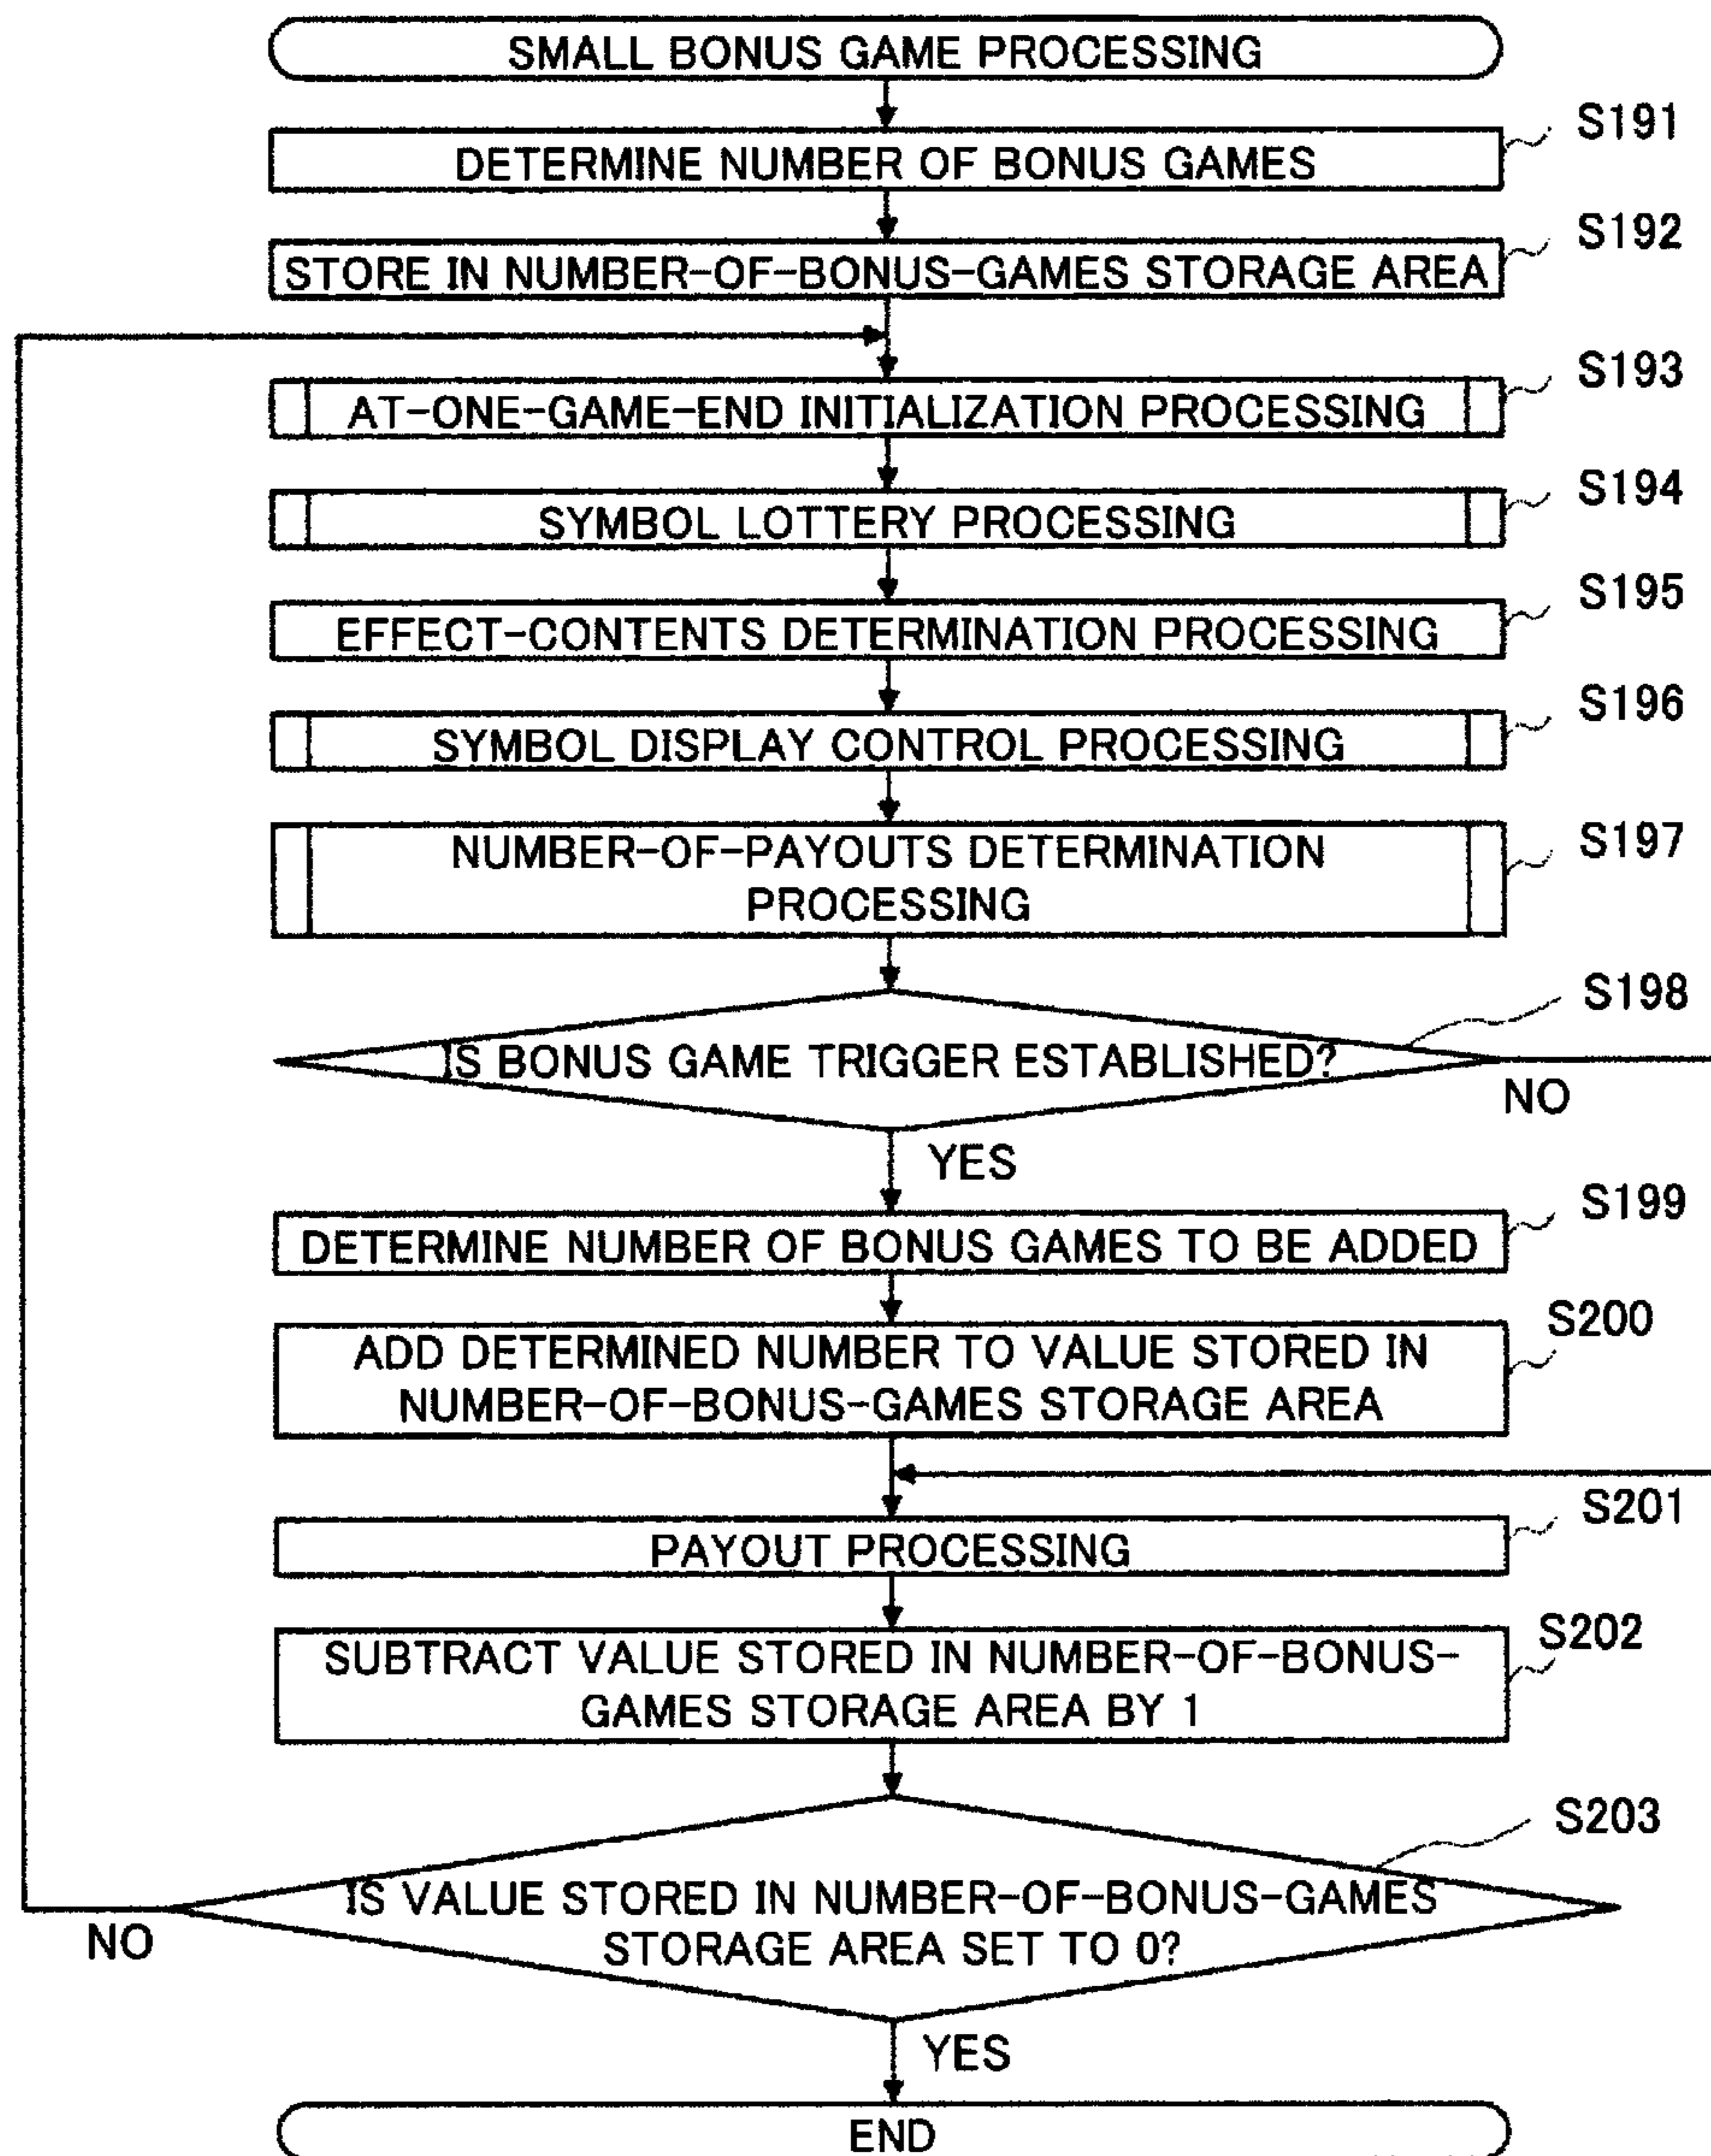 SMALL BONUS GAME PROCESSING
S191
DETERMINE NUMBER OF BONUS GAMES
S192
STORE IN NUMBER-OF-BONUS-GAMES STORAGE AREA
S193
AT-ONE-GAME-END INITIALIZATION PROCESSING
S194
SYMBOL LOTTERY PROCESSING
S195
EFFECT-CONTENTS DETERMINATION PROCESSING
S196
SYMBOL DISPLAY CONTROL PROCESSING
S197
NUMBER-OF-PAYOUTS DETERMINATION
PROCESSING
S198
IS BONUS GAME TRIGGER ESTABLISHED?
NO
YES
S199
DETERMINE NUMBER OF BONUS GAMES TO BE ADDED
S200
ADD DETERMINED NUMBER TO VALUE STORED IN
NUMBER-OF-BONUS-GAMES STORAGE AREA
S201
PAYOUT PROCESSING
S202
SUBTRACT VALUE STORED IN NUMBER-OF-BONUS-
GAMES STORAGE AREA BY 1
S203
IS VALUE STORED IN NUMBER-OF-BONUS-GAMES
STORAGE AREA SET TO 0?
NO
YES
END